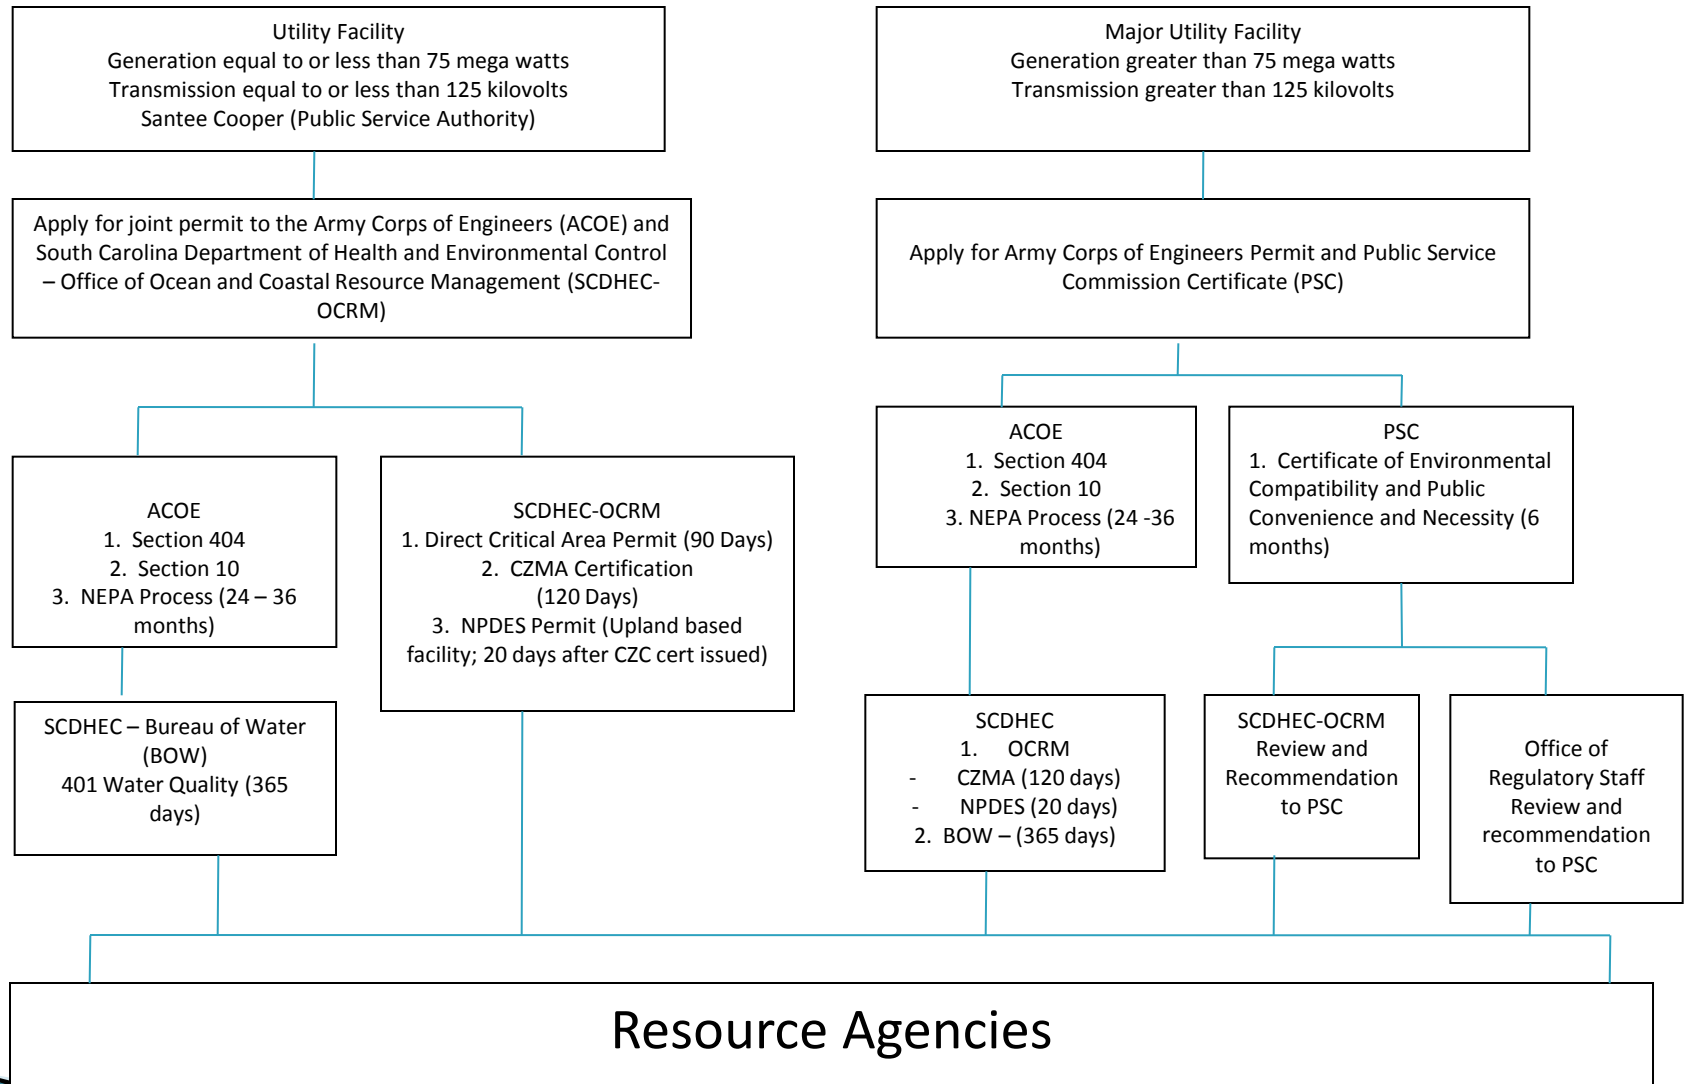 Utility Facility
Generation equal to or less than 75 mega watts
Transmission equal to or less than 125 kilovolts
Santee Cooper (Public Service Authority)
Major Utility Facility
Generation greater than 75 mega watts
Transmission greater than 125 kilovolts
Apply for joint permit to the Army Corps of Engineers (ACOE) and
South Carolina Department of Health and Environmental Control
– Office of Ocean and Coastal Resource Management (SCDHEC-
OCRM)
Apply for Army Corps of Engineers Permit and Public Service
Commission Certificate (PSC)
ACOE
1. Section 404
2. Section 10
3. NEPA Process (24 – 36
months)
SCDHEC-OCRM
1. Direct Critical Area Permit (90 Days)
2. CZMA Certification
(120 Days)
3. NPDES Permit (Upland based
facility; 20 days after CZC cert issued)
ACOE
1. Section 404
2. Section 10
3. NEPA Process (24 -36
months)
PSC
1. Certificate of Environmental
Compatibility and Public
Convenience and Necessity (6
months)
SCDHEC – Bureau of Water
(BOW)
401 Water Quality (365
days)
SCDHEC
1. OCRM
- CZMA (120 days)
- NPDES (20 days)
2. BOW – (365 days)
SCDHEC-OCRM
Review and
Recommendation
to PSC
Office of
Regulatory Staff
Review and
recommendation
to PSC
Resource Agencies